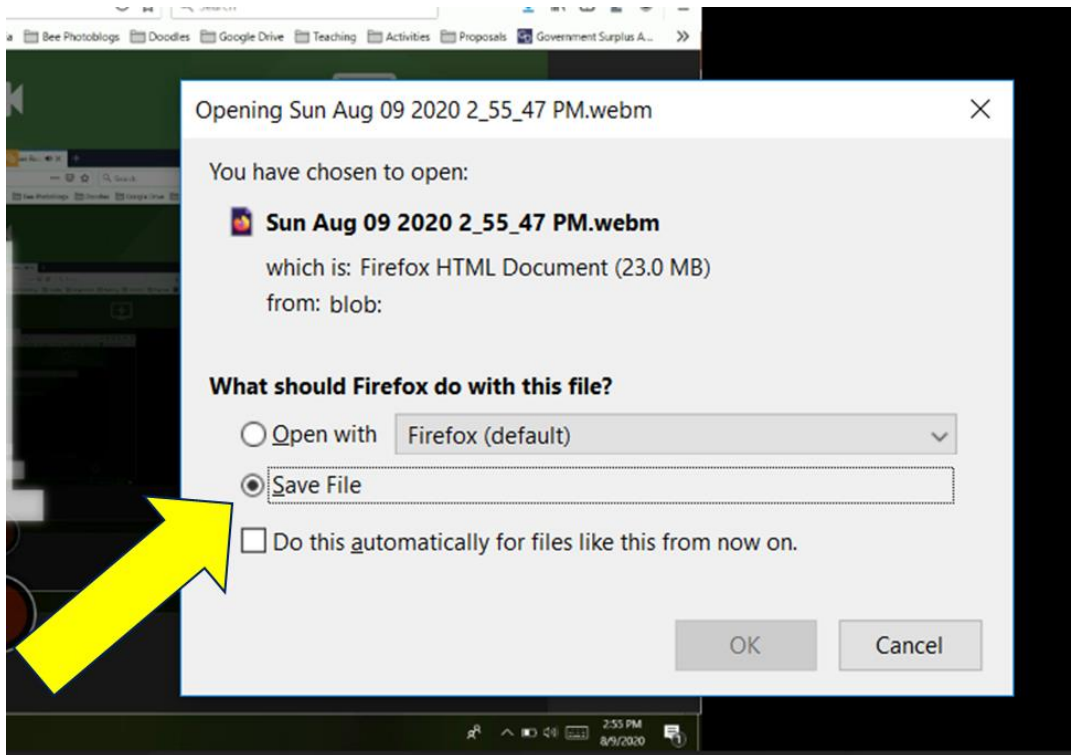 Bee Photoblogs Doodles Google Drive Teaching Activities Proposals Government Surplus A...
Opening Sun Aug 09 2020 2_55_47 PM.webm
You have chosen to open:
Sun Aug 09 2020 2_55_47 PM.webm
which is: Firefox HTML Document (23.0 MB)
from: blob:
What should Firefox do with this file?
Open with Firefox (default)
Save File
Do this automatically for files like this from now on.
OK Cancel
2:55 PM
8/9/2020
1